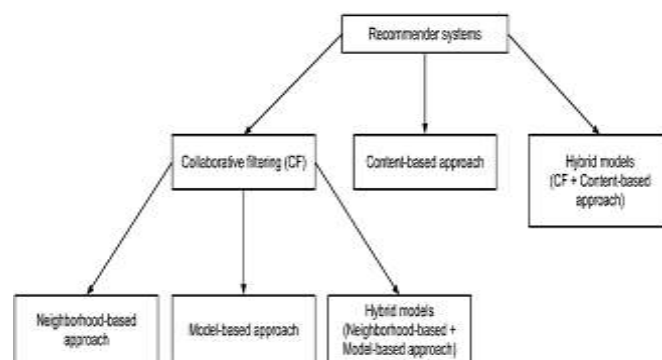 Recommender systems
Collaborative filtering (CF)
Content-based approach
Hybrid models
(CF + Content-based
approach)
Neighborhood-based
approach
Model-based approach
Hybrid models
(Neighborhood-based +
Model-based approach)